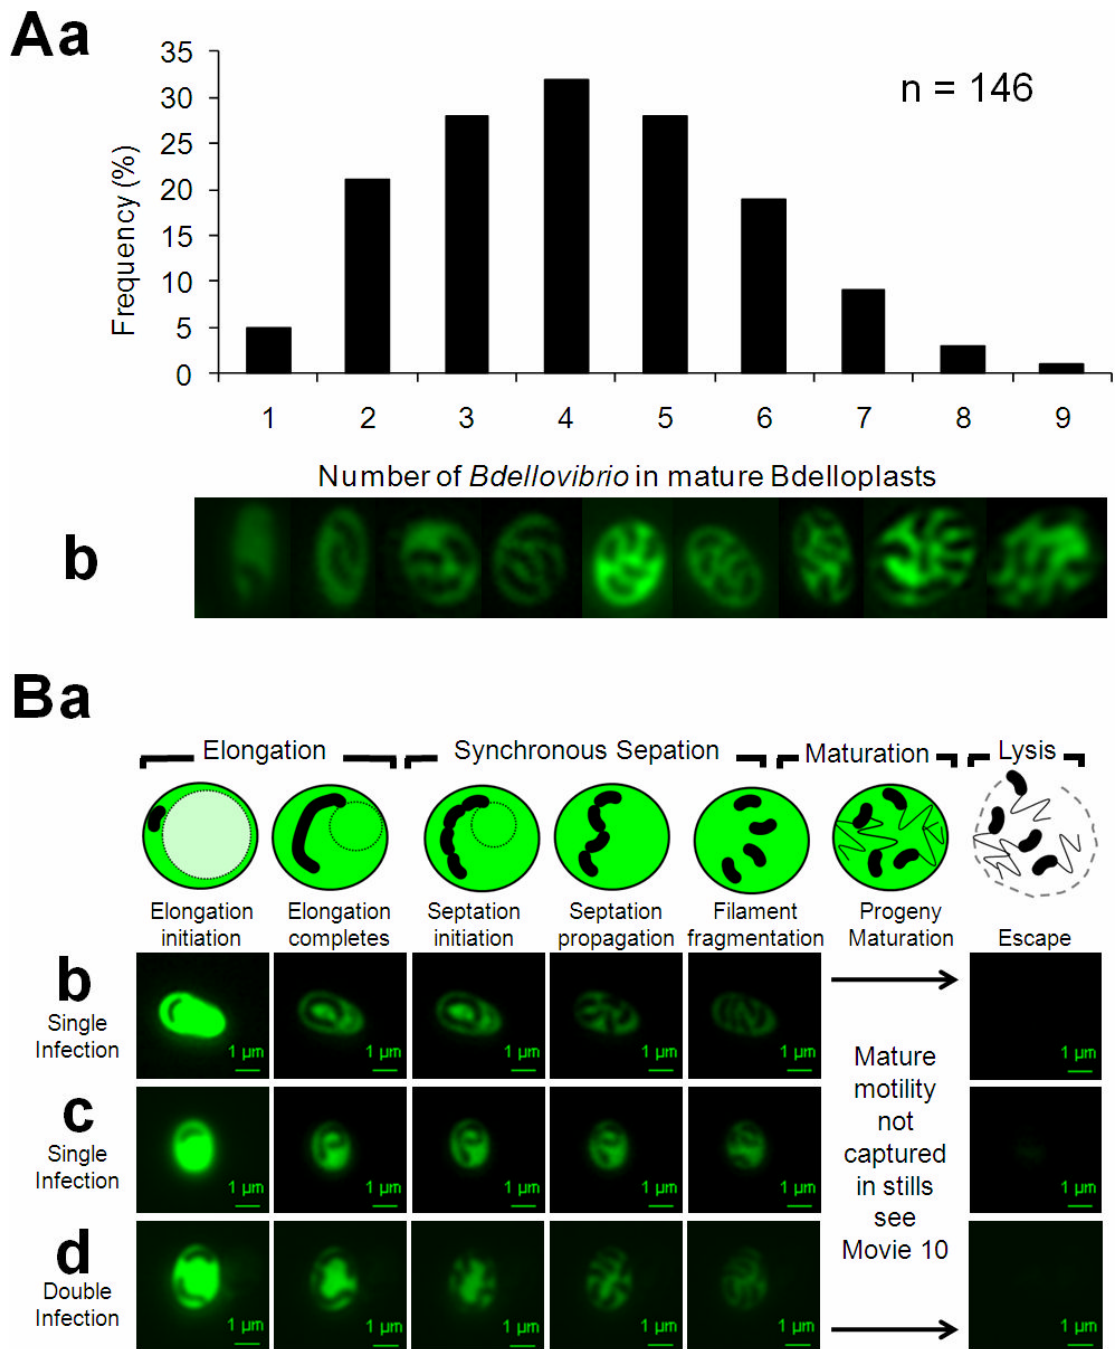 Aa
35
30
25
20
15
10
5
0
Frequency (%)
n = 146
1 2 3 4 5 6 7 8 9
Number of Bdellovibrio in mature Bdelloplasts
b
Ba
Elongation Synchronous Sepation Maturation Lysis
Elongation initiation
Elongation completes
Septation initiation
Septation propagation
Filament fragmentation
Progeny Maturation
Escape
b
Single
Infection
1 µm 1 µm 1 µm 1 µm 1 µm 1 µm
c
Single
Infection
1 µm 1 µm 1 µm 1 µm 1 µm 1 µm
d
Double
Infection
1 µm 1 µm 1 µm 1 µm 1 µm 1 µm
Mature
motility
not
captured
in stills
see
Movie 10